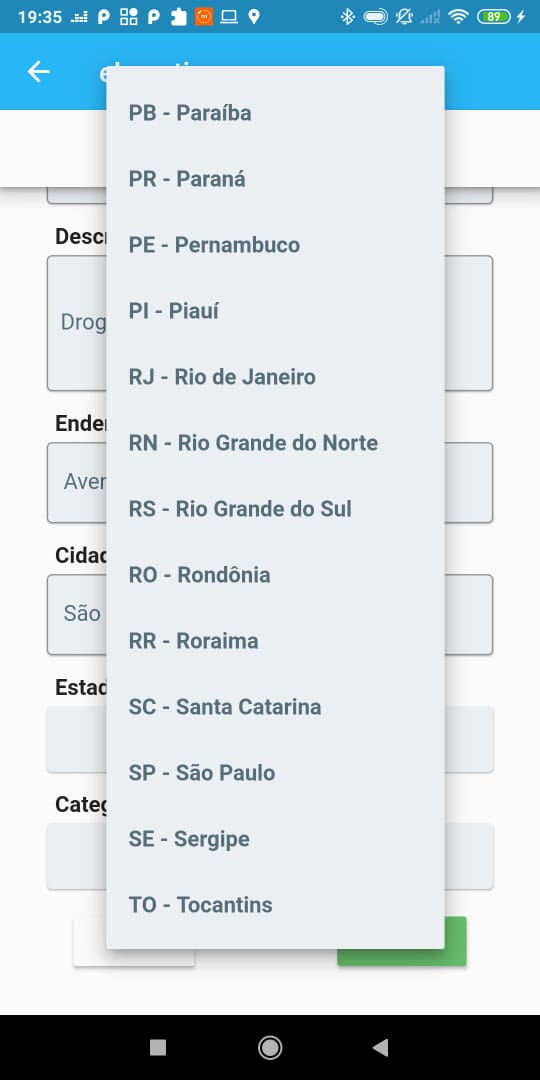 19:35
89
PB - Paraíba
PR - Paraná
PE - Pernambuco
Descr
PI - Piauí
Drog
RJ - Rio de Janeiro
Ender
RN - Rio Grande do Norte
Aver
RS - Rio Grande do Sul
Cidad
RO - Rondônia
São
RR - Roraima
Estad
SC - Santa Catarina
SP - São Paulo
Categ
SE - Sergipe
TO - Tocantins